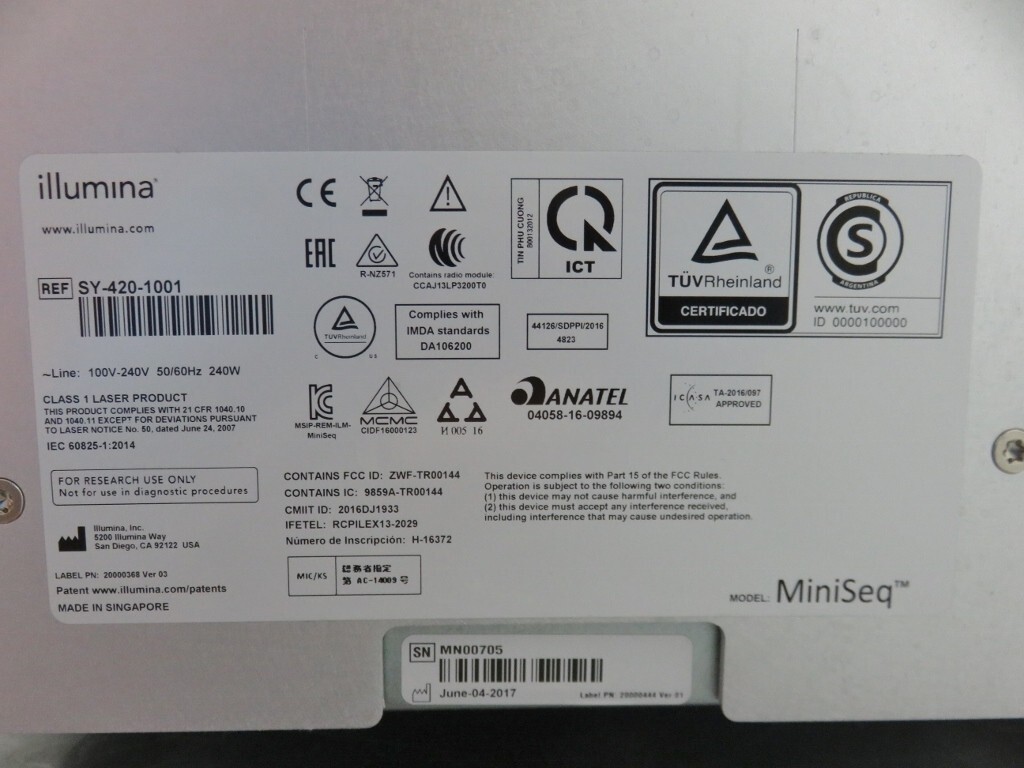 illumina®
www.illumina.com
REF SY-420-1001
~Line: 100V-240V 50/60Hz 240W
CLASS 1 LASER PRODUCT
THIS PRODUCT COMPLIES WITH 21 CFR 1040.10
AND 1040.11 EXCEPT FOR DEVIATIONS PURSUANT
TO LASER NOTICE No. 50, dated June 24, 2007
IEC 60825-1:2014
FOR RESEARCH USE ONLY
Not for use in diagnostic procedures
Illumina, Inc.
5200 Illumina Way
San Diego, CA 92122 USA
LABEL PN: 20000368 Ver 03
Patent www.illumina.com/patents
MADE IN SINGAPORE
CE
EAC
R-NZ571
Contains radio module:
CCAJ13LP3200T0
TIN PHU CUONG
B00132012
ICT
TÜVRheinland®
CERTIFICADO
REPUBLICA
S
ARGENTINA
www.tuv.com
ID 0000100000
TÜVRheinland
C US
Complies with
IMDA standards
DA106200
44126/SDPPI/2016
4823
MSIP-REM-ILM-
MiniSeq
MCMC
CIDF16000123
И 005 16
ANATEL
04058-16-09894
ICASA
TA-2016/097
APPROVED
CONTAINS FCC ID: ZWF-TR00144
CONTAINS IC: 9859A-TR00144
CMIIT ID: 2016DJ1933
IFETEL: RCPILEX13-2029
Número de Inscripción: H-16372
This device complies with Part 15 of the FCC Rules.
Operation is subject to the following two conditions:
(1) this device may not cause harmful interference, and
(2) this device must accept any interference received,
including interference that may cause undesired operation.
MIC/KS
総務省指定
第 AC-14009 号
MODEL: MiniSeq™
SN MN00705
June-04-2017
Label PN: 20000444 Ver 01